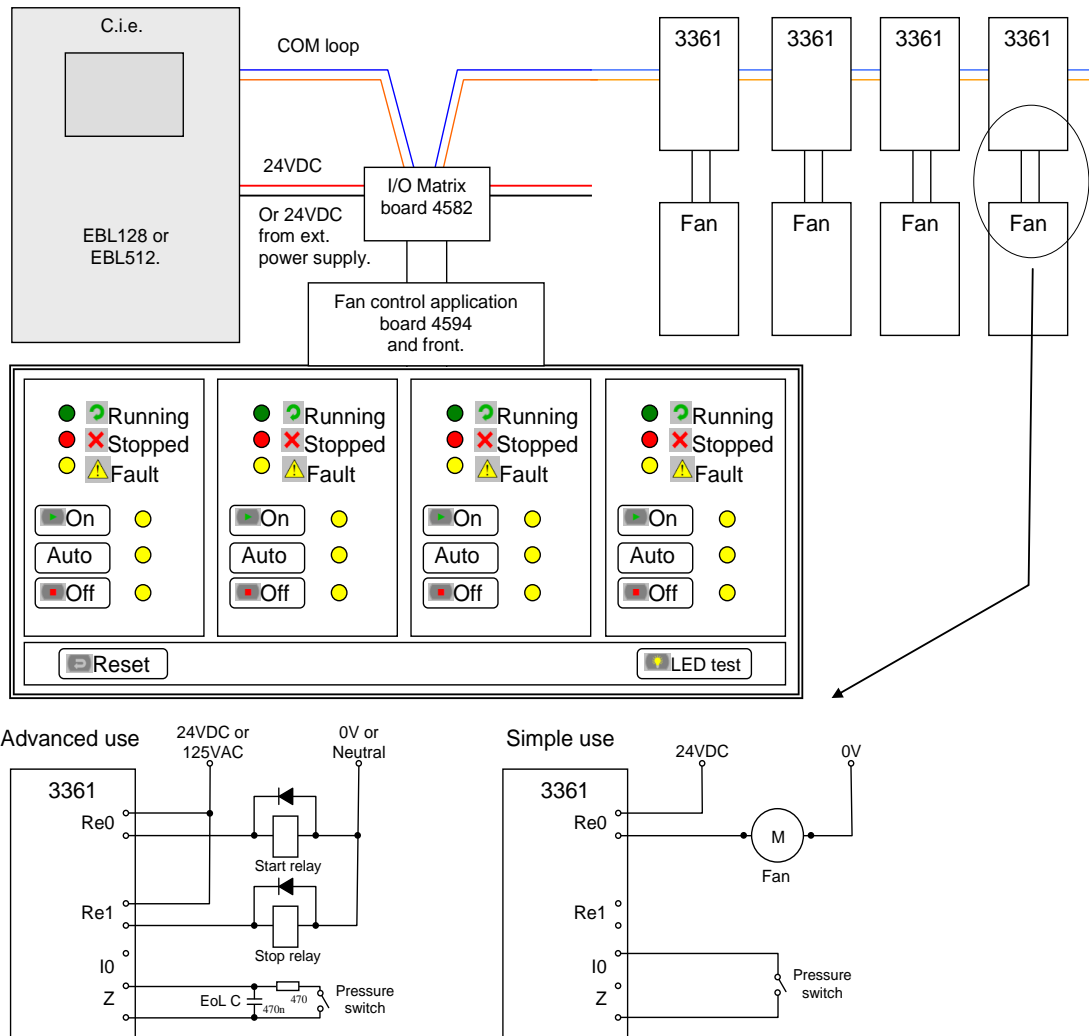 C.i.e.
COM loop
3361
3361
3361
3361
24VDC
I/O Matrix
board 4582
Or 24VDC
from ext.
power supply.
EBL128 or
EBL512.
Fan
Fan
Fan
Fan
Fan control application
board 4594
and front.
Running
Stopped
Fault
On
Auto
Off
Running
Stopped
Fault
On
Auto
Off
Running
Stopped
Fault
On
Auto
Off
Running
Stopped
Fault
On
Auto
Off
Reset
LED test
Advanced use
24VDC or
125VAC
0V or
Neutral
3361
Re0
Start relay
Re1
Stop relay
I0
Z
EoL C
470n
470
Pressure
switch
Simple use
24VDC
0V
3361
Re0
M
Fan
Re1
I0
Z
Pressure
switch